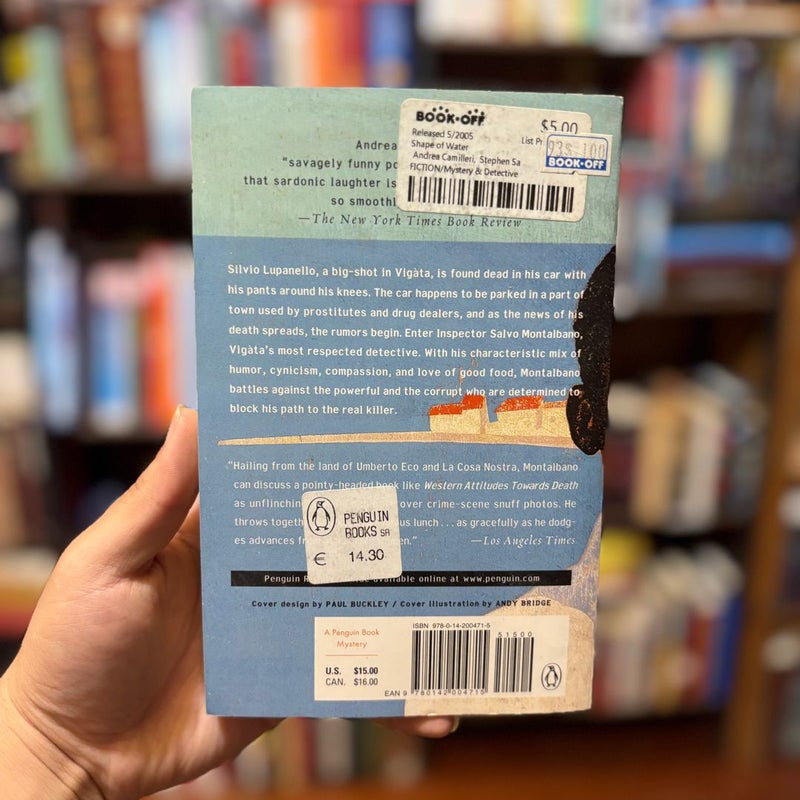 BOOK·OFF
$5.00
Released 5/2005
List Pr
Shape of Water
Andrea Camilleri, Stephen Sa
FICTION/Mystery & Detective
BOOK·OFF
Andrea
"savagely funny
that sardonic laughter is
so
—The New York Times Book Review
Silvio Lupanello, a big-shot in Vigàta, is found dead in his car with
his pants around his knees. The car happens to be parked in a part of
town used by prostitutes and drug dealers, and as the news of his
death spreads, the rumors begin. Enter Inspector Salvo Montalbano,
Vigàta's most respected detective. With his characteristic mix of
humor, cynicism, compassion, and love of good food, Montalbano
battles against the powerful and the corrupt who are determined to
block his path to the real killer.
"Hailing from the land of Umberto Eco and La Cosa Nostra, Montalbano
can discuss a pointy-headed book like Western Attitudes Towards Death
as unflinching over crime-scene snuff photos. He
throws us lunch . . . as gracefully as he dodg-
es advances from
—Los Angeles Times
PENGUIN
BOOKS SA
€ 14.30
Penguin available online at www.penguin.com
Cover design by PAUL BUCKLEY / Cover illustration by ANDY BRIDGE
A Penguin Book
Mystery
U.S. $15.00
CAN. $16.00
ISBN 978-0-14-200471-5
51500
EAN 9 780142 004715